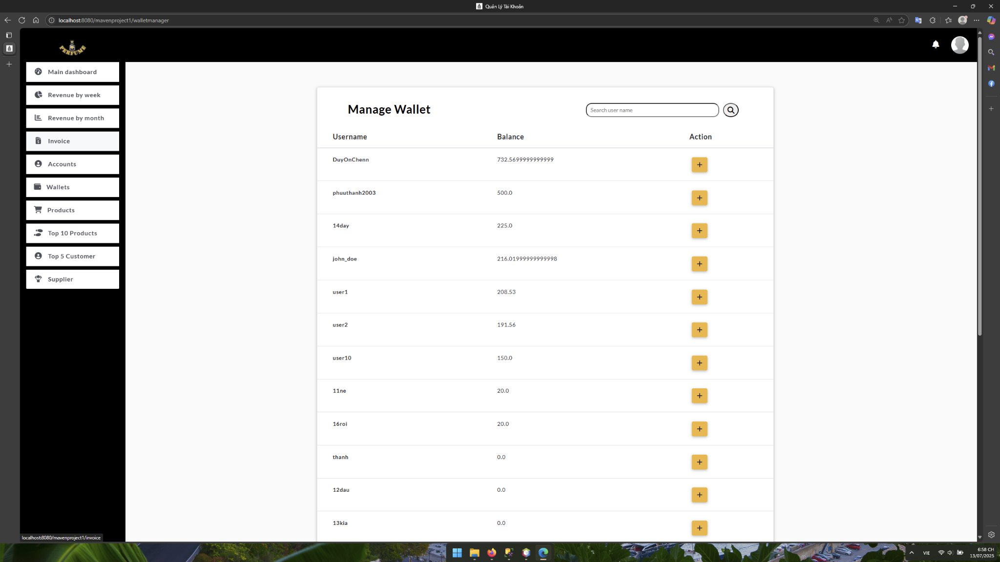 Quản Lý Tài Khoản
localhost:8080/mavenproject1/walletmanager
PERFUME
Main dashboard
Revenue by week
Revenue by month
Invoice
Accounts
Wallets
Products
Top 10 Products
Top 5 Customer
Supplier
Manage Wallet
Search user name
Username Balance Action
DuyOnChenn 732.5699999999999
phuuthanh2003 500.0
14day 225.0
john_doe 216.01999999999998
user1 208.53
user2 191.56
user10 150.0
11ne 20.0
16roi 20.0
thanh 0.0
12dau 0.0
13kia 0.0
localhost:8080/mavenproject1/invoice
VIE
6:58 CH
13/07/2025